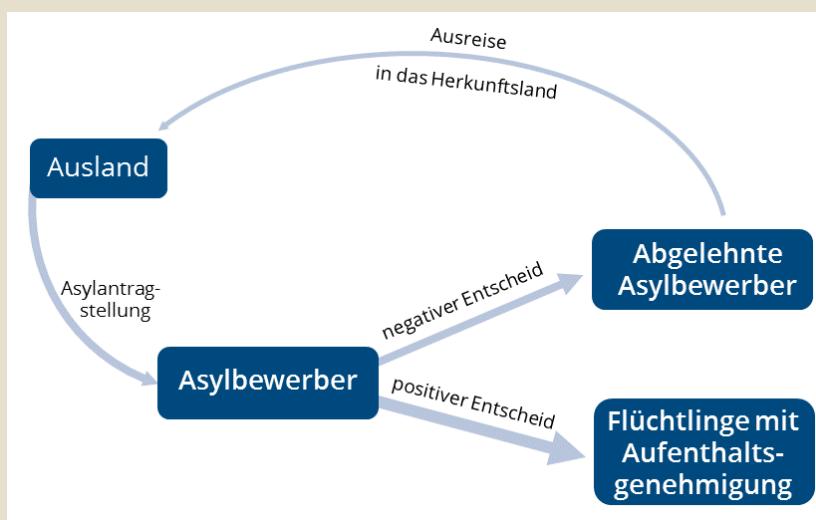 Ausreise
in das Herkunftsland
Ausland
Asylantrag-
stellung
Asylbewerber
negativer Entscheid
positiver Entscheid
Abgelehnte
Asylbewerber
Flüchtlinge mit
Aufenthalts-
genehmigung